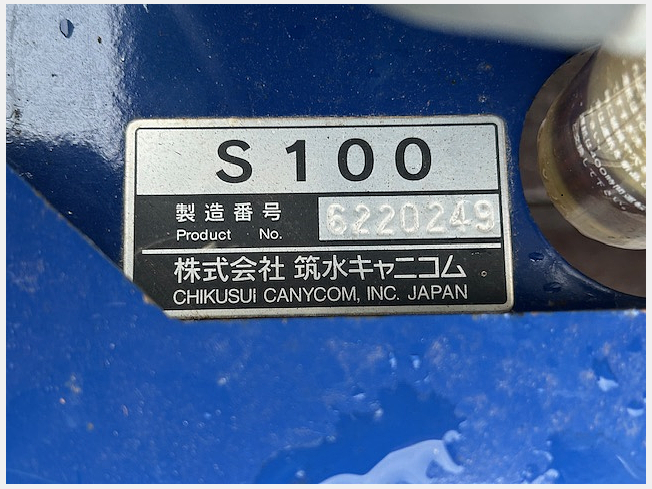 S 100
製造番号
Product No. 6220249
株式会社 筑水キャニコム
CHIKUSUI CANYCOM, INC. JAPAN